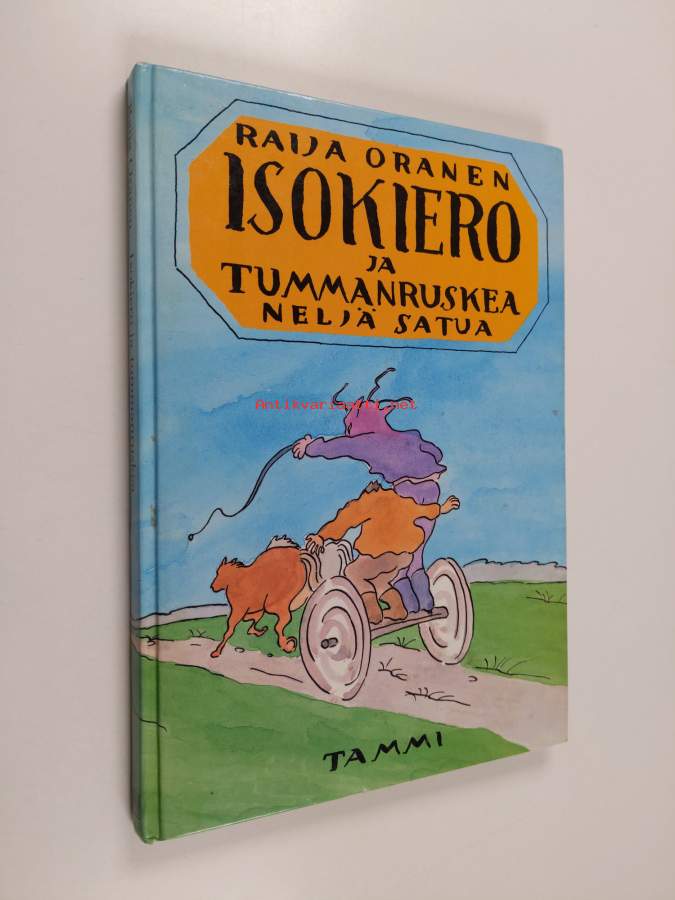 RAIJA ORANEN
ISOKIERO
JA
TUMMANRUSKEA
NELJÄ SATUA
Antikvariaatti.net
TAMMI